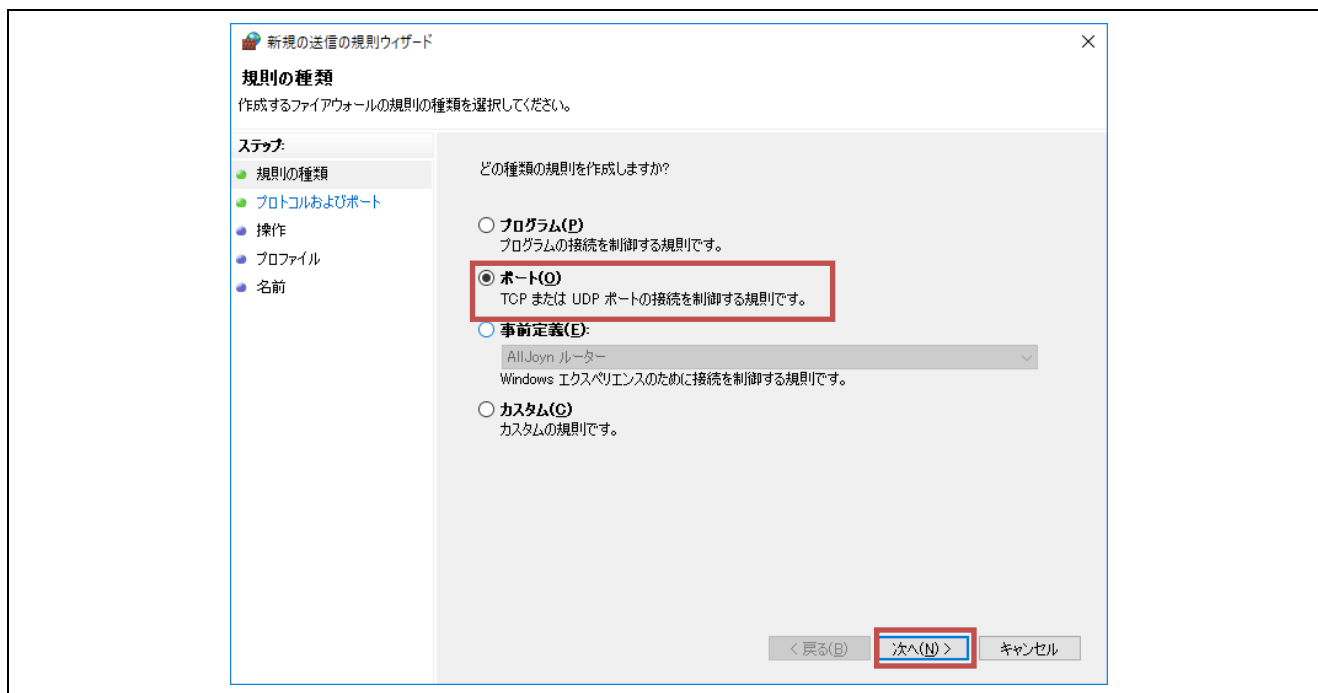 新規の送信の規則ウィザード
規則の種類
作成するファイアウォールの規則の種類を選択してください。
ステップ:
規則の種類
プロトコルおよびポート
操作
プロファイル
名前
どの種類の規則を作成しますか?
プログラム(P)
プログラムの接続を制御する規則です。
ポート(O)
TCP または UDP ポートの接続を制御する規則です。
事前定義(E):
AllJoyn ルーター
Windows エクスペリエンスのために接続を制御する規則です。
カスタム(C)
カスタムの規則です。
< 戻る(B)
次へ(N) >
キャンセル